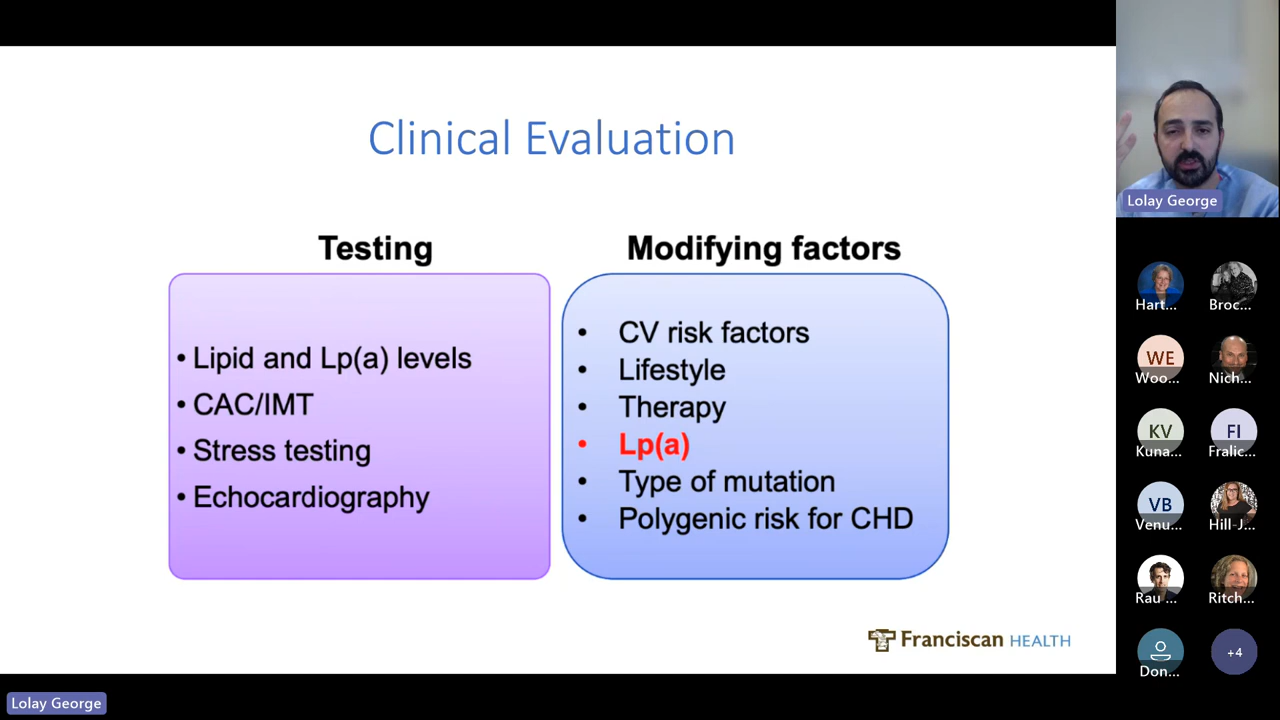 Clinical Evaluation
Testing
• Lipid and Lp(a) levels
• CAC/IMT
• Stress testing
• Echocardiography
Modifying factors
• CV risk factors
• Lifestyle
• Therapy
• Lp(a)
• Type of mutation
• Polygenic risk for CHD
Franciscan HEALTH
Lolay George
Hart...
Broc...
WE
Woo...
Nich...
KV
Kuna...
FI
Fralic...
VB
Venu...
Hill-J...
Rau ...
Ritch...
Don...
+4
Lolay George